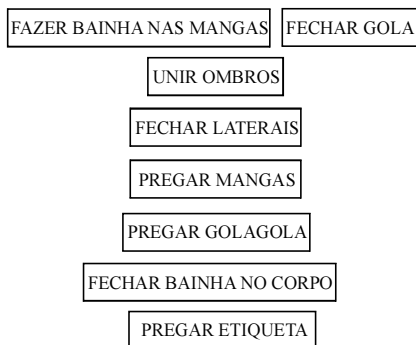 FAZER BAINHA NAS MANGAS FECHAR GOLA
UNIR OMBROS
FECHAR LATERAIS
PREGAR MANGAS
PREGAR GOLAGOLA
FECHAR BAINHA NO CORPO
PREGAR ETIQUETA